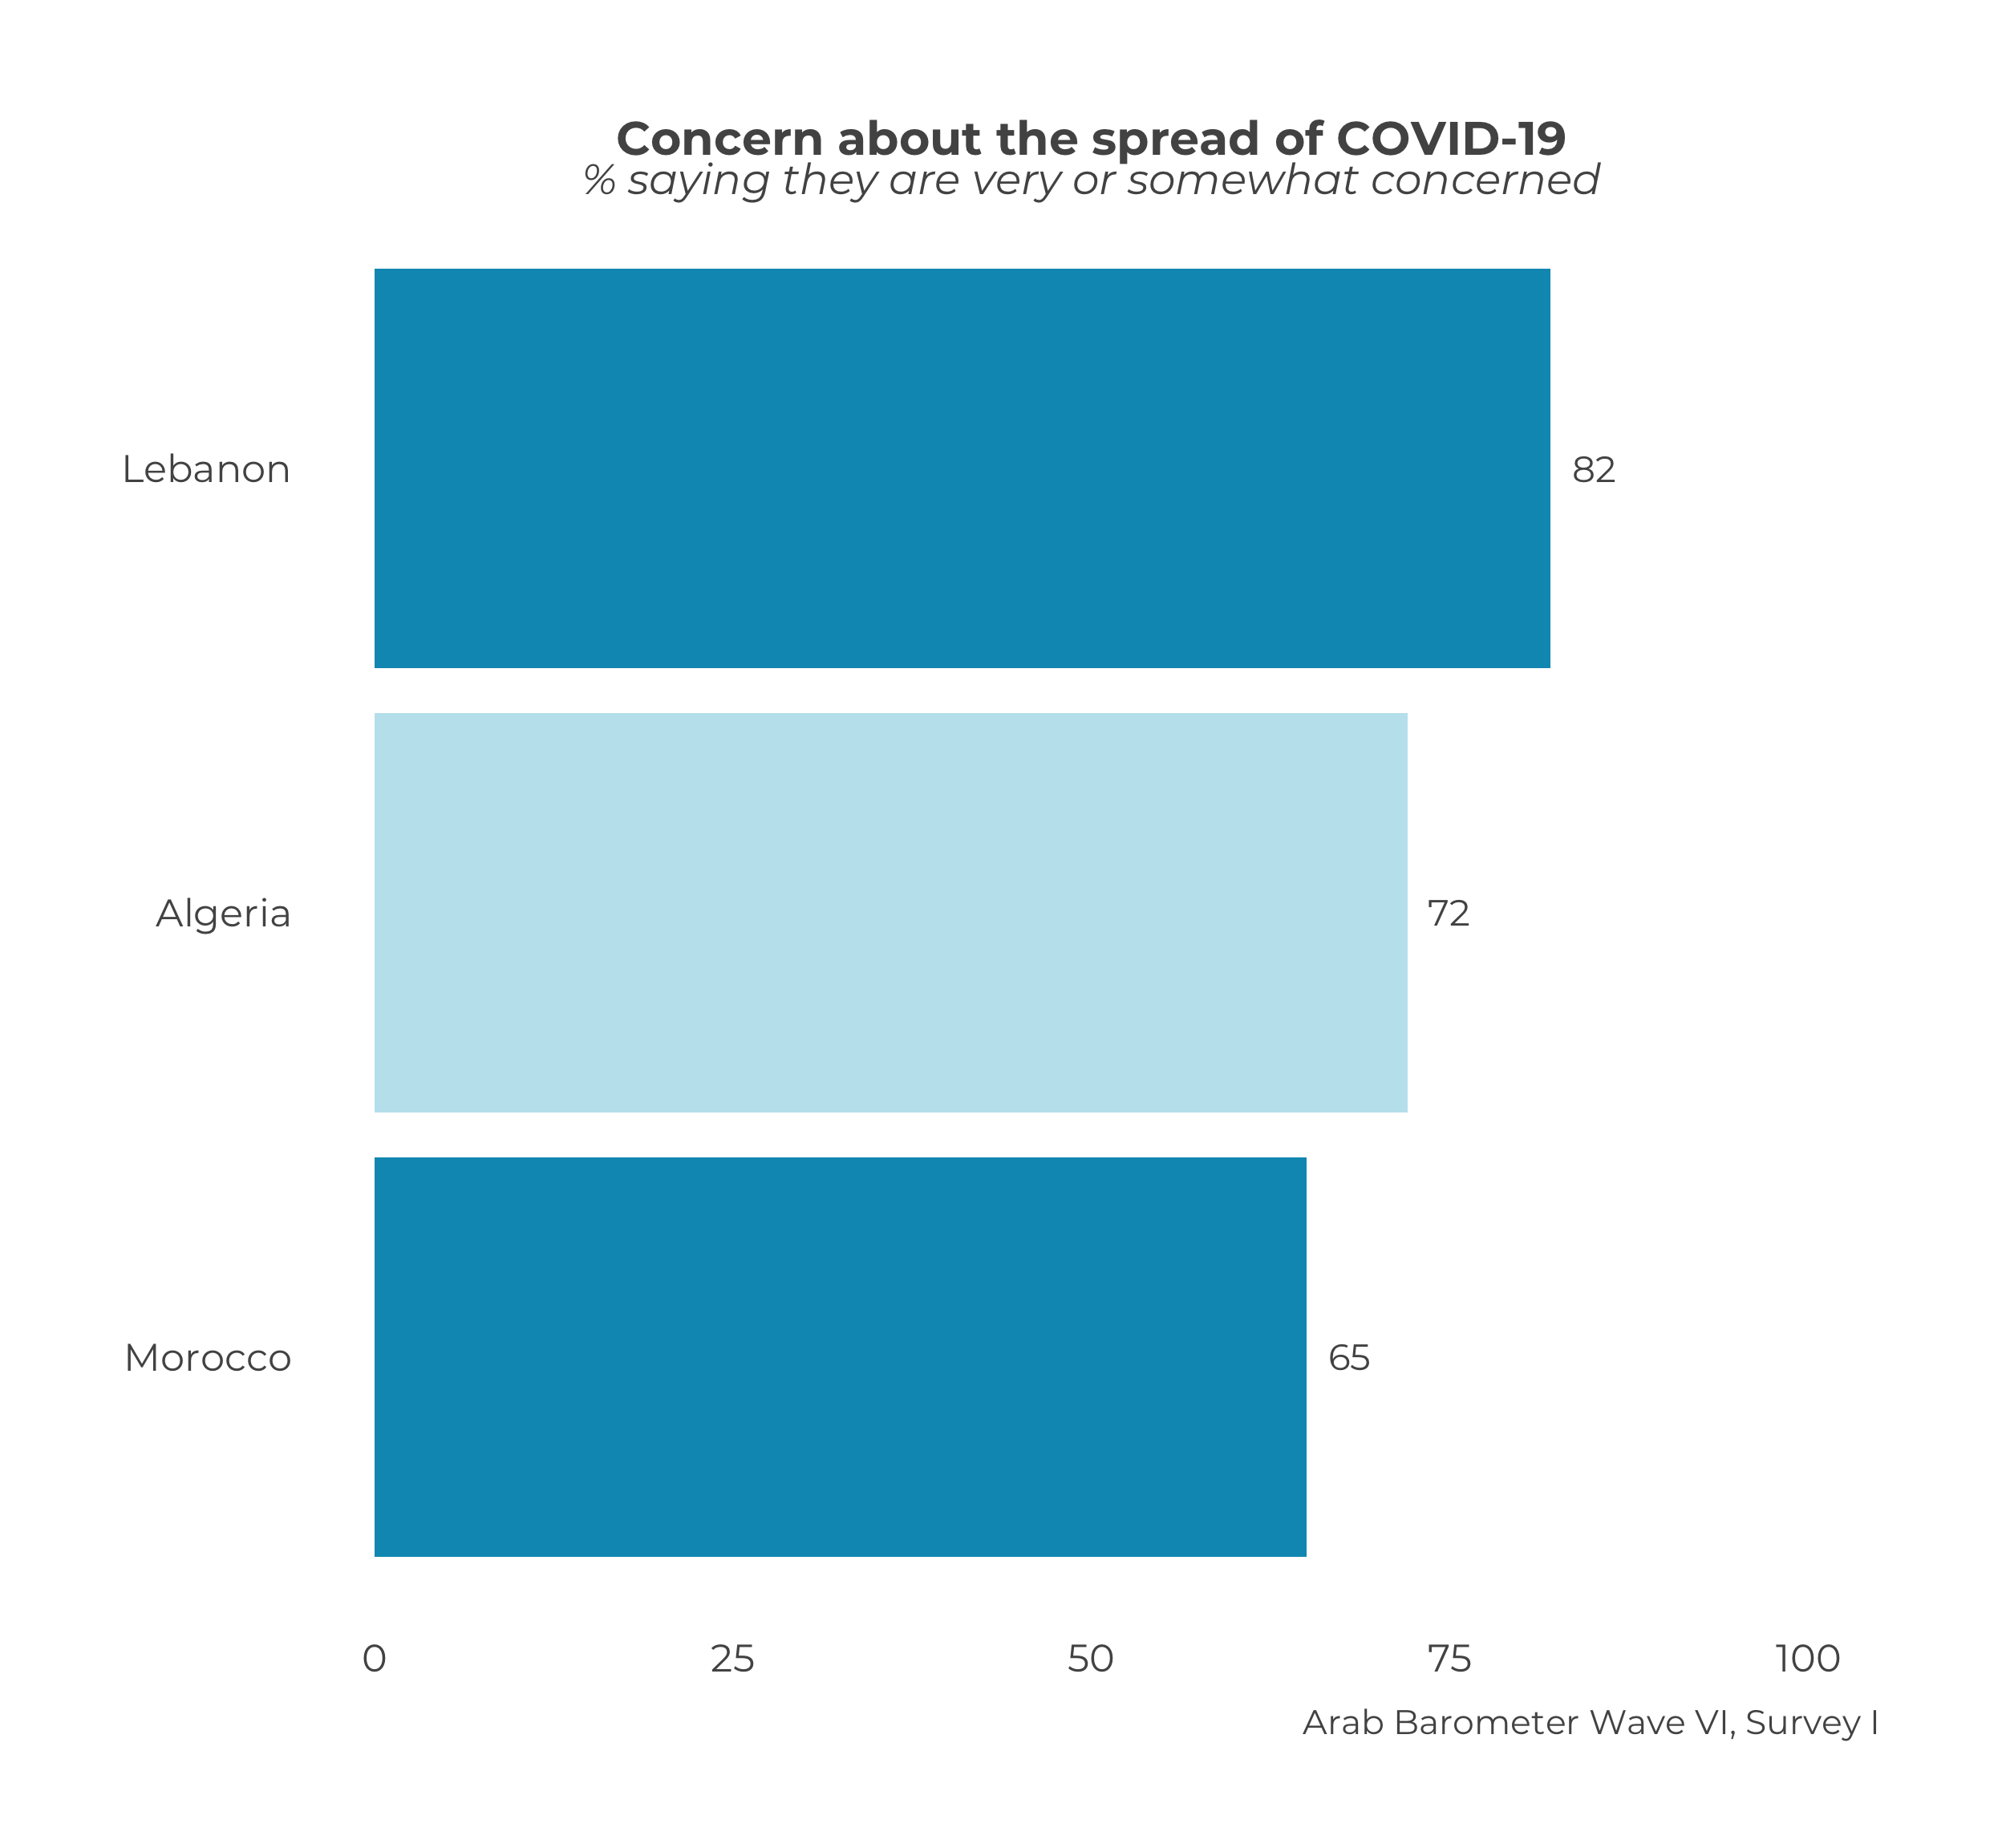 Concern about the spread of COVID-19
% saying they are very or somewhat concerned
Lebanon 82
Algeria 72
Morocco 65
0 25 50 75 100
Arab Barometer Wave VI, Survey I